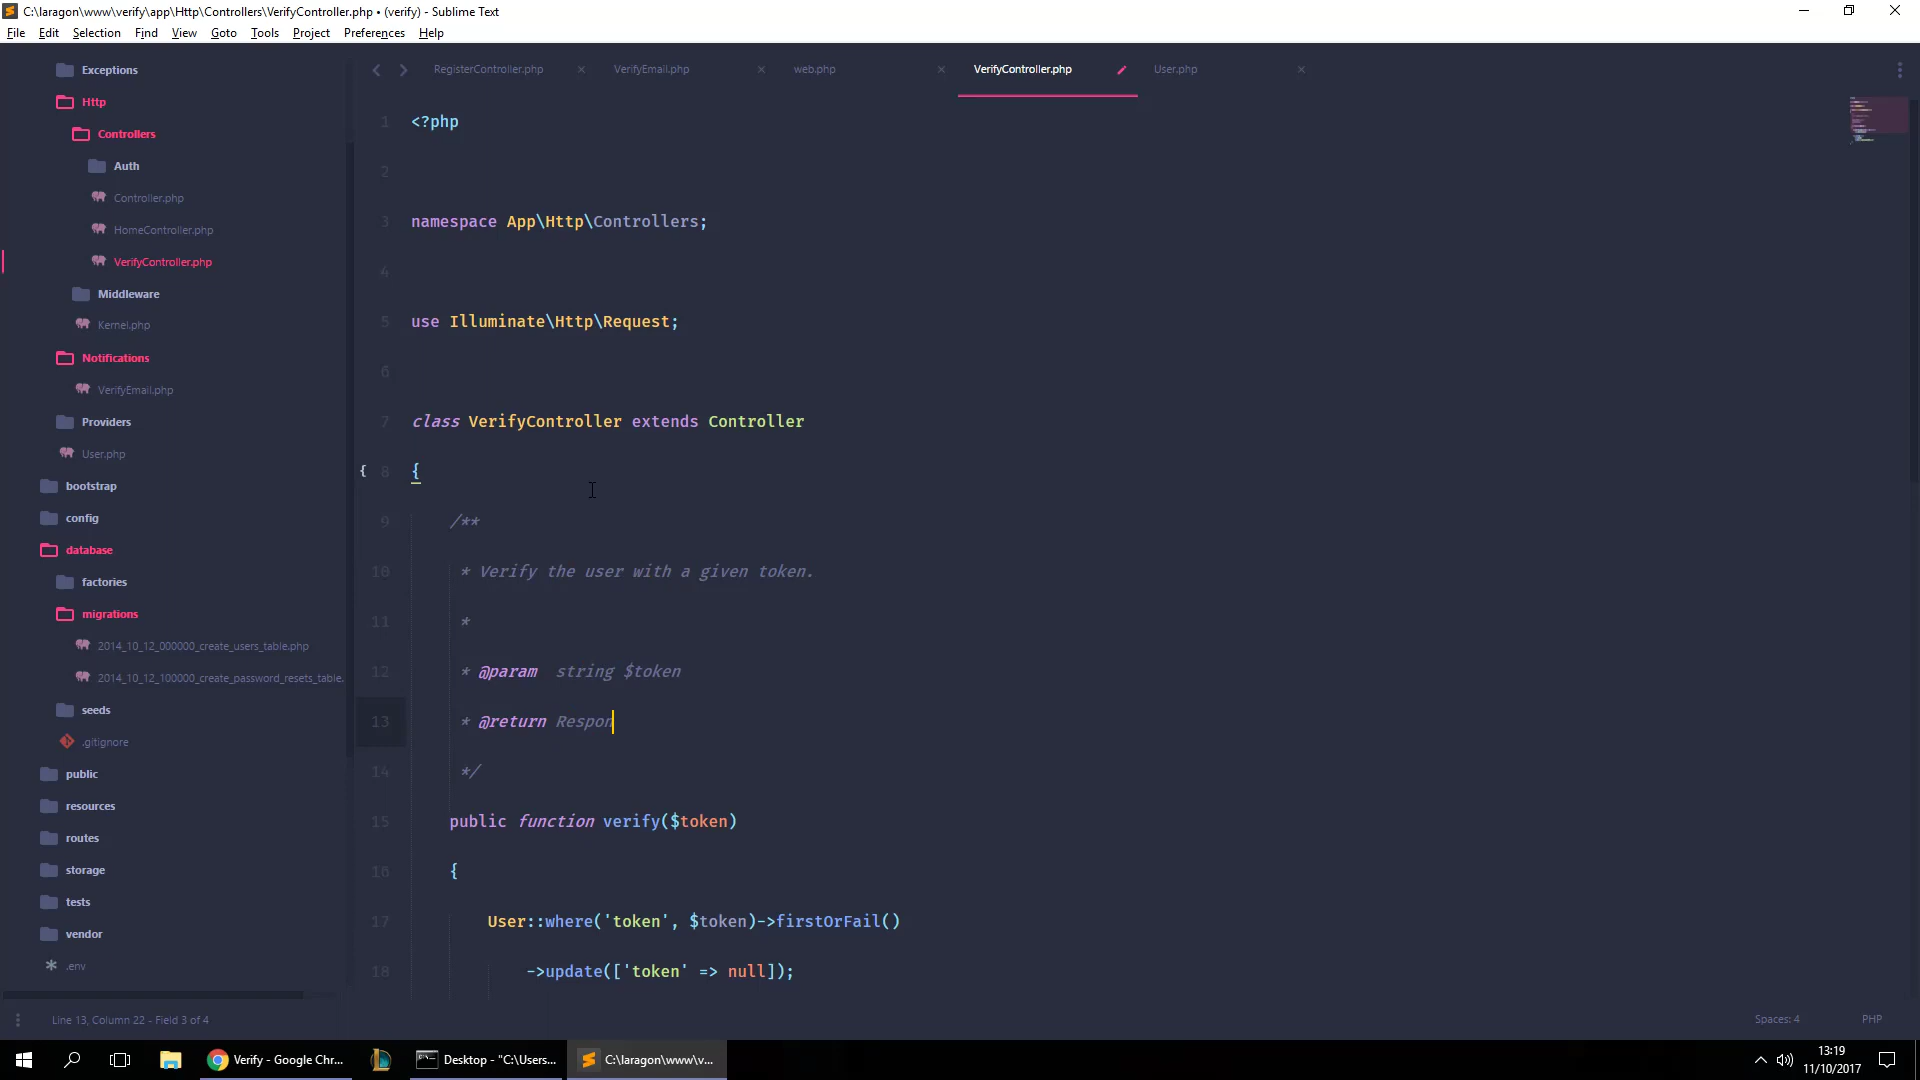 C:\laragon\www\verify\app\Http\Controllers\VerifyController.php • (verify) - Sublime Text
File Edit Selection Find View Goto Tools Project Preferences Help
Exceptions
Http
Controllers
Auth
Controller.php
HomeController.php
VerifyController.php
Middleware
Kernel.php
Notifications
VerifyEmail.php
Providers
User.php
bootstrap
config
database
factories
migrations
2014_10_12_000000_create_users_table.php
2014_10_12_100000_create_password_resets_table.
seeds
.gitignore
public
resources
routes
storage
tests
vendor
.env
RegisterController.php VerifyEmail.php web.php VerifyController.php User.php
1 <?php
2
3 namespace App\Http\Controllers;
4
5 use Illuminate\Http\Request;
6
7 class VerifyController extends Controller
{ 8 {
9 /**
10 * Verify the user with a given token.
11 *
12 * @param  string $token
13 * @return Respon
14 */
15 public function verify($token)
16 {
17 User::where('token', $token)->firstOrFail()
18 ->update(['token' => null]);
Line 13, Column 22 - Field 3 of 4 Spaces: 4 PHP
Verify - Google Chr... Desktop - "C:\Users... C:\laragon\www\v...
13:19
11/10/2017